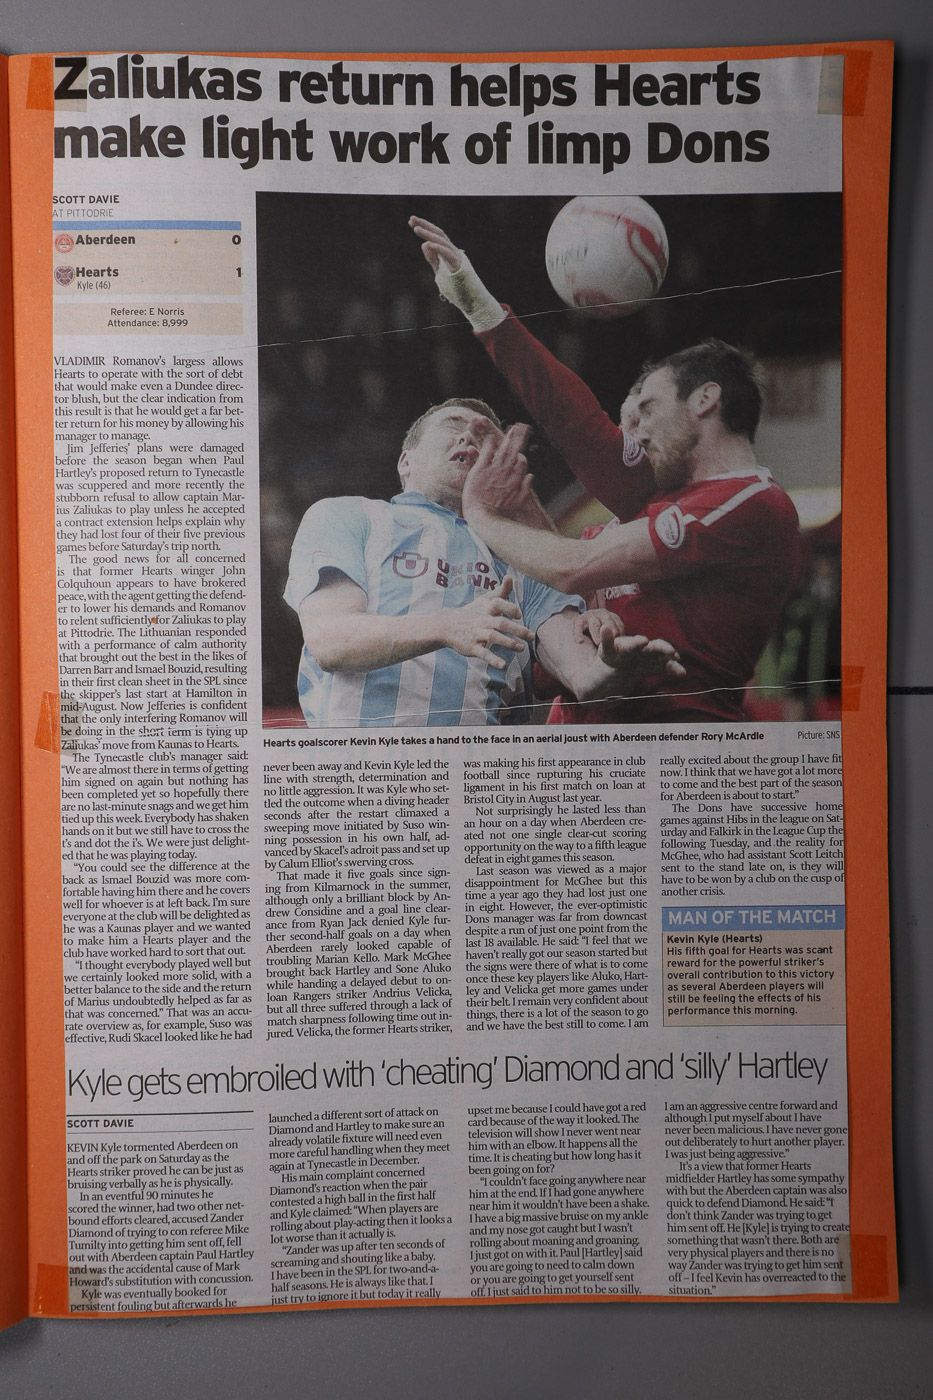 Zaliukas return helps Hearts
make light work of limp Dons
SCOTT DAVIE
AT PITTODRIE
Aberdeen 0
Hearts 1
Kyle (46)
Referee: E Norris
Attendance: 8,999
VLADIMIR Romanov's largess allows
Hearts to operate with the sort of debt
that would make even a Dundee direc-
tor blush, but the clear indication from
this result is that he would get a far bet-
ter return for his money by allowing his
manager to manage.
Jim Jefferies' plans were damaged
before the season began when Paul
Hartley's proposed return to Tynecastle
was scuppered and more recently the
stubborn refusal to allow captain Mar-
ius Zaliukas to play unless he accepted
a contract extension helps explain why
they had lost four of their five previous
games before Saturday's trip north.
The good news for all concerned
is that former Hearts winger John
Colquhoun appears to have brokered
peace, with the agent getting the defend-
er to lower his demands and Romanov
to relent sufficiently for Zaliukas to play
at Pittodrie. The Lithuanian responded
with a performance of calm authority
that brought out the best in the likes of
Darren Barr and Ismael Bouzid, resulting
in their first clean sheet in the SPL since
the skipper's last start at Hamilton in
mid-August. Now Jefferies is confident
that the only interfering Romanov will
be doing in the short term is tying up
Zaliukas' move from Kaunas to Hearts.
The Tynecastle club's manager said:
"We are almost there in terms of getting
him signed on again but nothing has
been completed yet so hopefully there
are no last-minute snags and we get him
tied up this week. Everybody has shaken
hands on it but we still have to cross the
t's and dot the i's. We were just delight-
ed that he was playing today.
"You could see the difference at the
back as Ismael Bouzid was more com-
fortable having him there and he covers
well for whoever is at left back. I'm sure
everyone at the club will be delighted as
he was a Kaunas player and we wanted
to make him a Hearts player and the
club have worked hard to sort that out.
"I thought everybody played well but
we certainly looked more solid, with a
better balance to the side and the return
of Marius undoubtedly helped as far as
that was concerned." That was an accu-
rate overview as, for example, Suso was
effective, Rudi Skacel looked like he had
UKIO
BANK
Hearts goalscorer Kevin Kyle takes a hand to the face in an aerial joust with Aberdeen defender Rory McArdle
Picture: SNS
never been away and Kevin Kyle led the
line with strength, determination and
no little aggression. It was Kyle who set-
tled the outcome when a diving header
seconds after the restart climaxed a
sweeping move initiated by Suso win-
ning possession in his own half, ad-
vanced by Skacel's adroit pass and set up
by Calum Elliot's swerving cross.
That made it five goals since sign-
ing from Kilmarnock in the summer,
although only a brilliant block by An-
drew Considine and a goal line clear-
ance from Ryan Jack denied Kyle fur-
ther second-half goals on a day when
Aberdeen rarely looked capable of
troubling Marian Kello. Mark McGhee
brought back Hartley and Sone Aluko
while handing a delayed debut to on-
loan Rangers striker Andrius Velicka,
but all three suffered through a lack of
match sharpness following time out in-
jured. Velicka, the former Hearts striker,
was making his first appearance in club
football since rupturing his cruciate
ligament in his first match on loan at
Bristol City in August last year.
Not surprisingly he lasted less than
an hour on a day when Aberdeen cre-
ated not one single clear-cut scoring
opportunity on the way to a fifth league
defeat in eight games this season.
Last season was viewed as a major
disappointment for McGhee but this
time a year ago they had lost just one
in eight. However, the ever-optimistic
Dons manager was far from downcast
despite a run of just one point from the
last 18 available. He said: "I feel that we
haven't really got our season started but
the signs were there of what is to come
once these key players like Aluko, Hart-
ley and Velicka get more games under
their belt. I remain very confident about
things, there is a lot of the season to go
and we have the best still to come. I am
really excited about the group I have fit
now. I think that we have got a lot more
to come and the best part of the season
for Aberdeen is about to start."
The Dons have successive home
games against Hibs in the league on Sat-
urday and Falkirk in the League Cup the
following Tuesday, and the reality for
McGhee, who had assistant Scott Leitch
sent to the stand late on, is they will
have to be won by a club on the cusp of
another crisis.
MAN OF THE MATCH
Kevin Kyle (Hearts)
His fifth goal for Hearts was scant
reward for the powerful striker's
overall contribution to this victory
as several Aberdeen players will
still be feeling the effects of his
performance this morning.
Kyle gets embroiled with 'cheating' Diamond and 'silly' Hartley
SCOTT DAVIE
KEVIN Kyle tormented Aberdeen on
and off the park on Saturday as the
Hearts striker proved he can be just as
bruising verbally as he is physically.
In an eventful 90 minutes he
scored the winner, had two other net-
bound efforts cleared, accused Zander
Diamond of trying to con referee Mike
Tumilty into getting him sent off, fell
out with Aberdeen captain Paul Hartley
and was the accidental cause of Mark
Howard's substitution with concussion.
Kyle was eventually booked for
persistent fouling but afterwards he
launched a different sort of attack on
Diamond and Hartley to make sure an
already volatile fixture will need even
more careful handling when they meet
again at Tynecastle in December.
His main complaint concerned
Diamond's reaction when the pair
contested a high ball in the first half
and Kyle claimed: "When players are
rolling about play-acting then it looks a
lot worse than it actually is.
"Zander was up after ten seconds of
screaming and shouting like a baby.
I have been in the SPL for two-and-a-
half seasons. He is always like that. I
just try to ignore it but today it really
upset me because I could have got a red
card because of the way it looked. The
television will show I never went near
him with an elbow. It happens all the
time. It is cheating but how long has it
been going on for?
"I couldn't face going anywhere near
him at the end. If I had gone anywhere
near him it wouldn't have been a shake.
I have a big massive bruise on my ankle
and my nose got caught but I wasn't
rolling about moaning and groaning.
I just got on with it. Paul [Hartley] said
you are going to need to calm down
or you are going to get yourself sent
off. I just said to him not to be so silly.
I am an aggressive centre forward and
although I put myself about I have
never been malicious. I have never gone
out deliberately to hurt another player.
I was just being aggressive."
It's a view that former Hearts
midfielder Hartley has some sympathy
with but the Aberdeen captain was also
quick to defend Diamond. He said: "I
don't think Zander was trying to get
him sent off. He [Kyle] is trying to create
something that wasn't there. Both are
very physical players and there is no
way Zander was trying to get him sent
off – I feel Kevin has overreacted to the
situation."